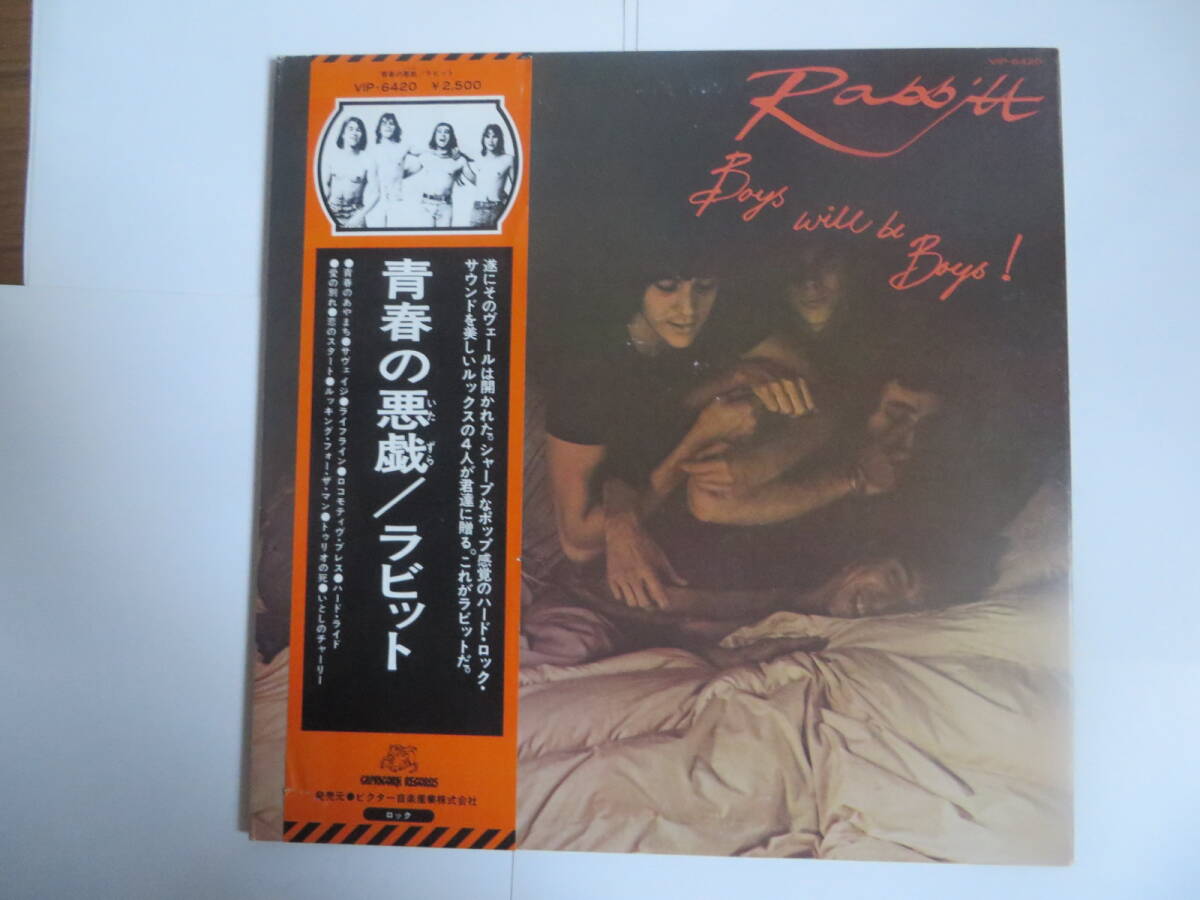 青春の悪戯/ラビット
VIP-6420 ¥2,500
遂にそのヴェールは開かれた。シャープなポップ感覚のハード・ロック・
サウンドを美しいルックスの4人が君達に贈る。これがラビットだ。
青春の悪戯/ラビット
いた ずら
●青春のあやまち●サヴェイジ●ライフライン●ロコモティヴ・ブレス●ハード・ライド
●愛の別れ●恋のスタート●ルッキング・フォー・ザ・マン●トゥリオの死●いとしのチャーリー
CAPRICORN RECORDS
発売元●ビクター音楽産業株式会社
ロック
VIP-6420
Rabbitt
Boys
will be
Boys!